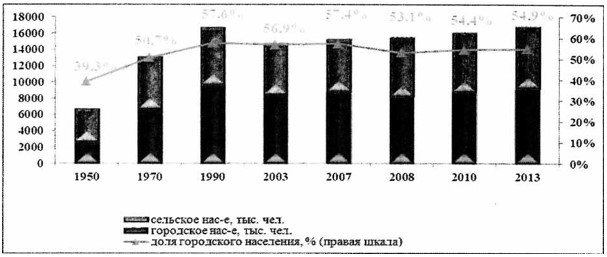 57.6% 57.4% 54.9%
39.3% 50.7% 56.9% 53.1% 54.4%
18000 70%
16000 60%
14000 50%
12000 40%
10000 30%
8000 20%
6000 10%
4000 0%
2000
0
1950 1970 1990 2003 2007 2008 2010 2013
сельское нас-е, тыс. чел.
городское нас-е, тыс. чел.
доля городского населения, % (правая шкала)